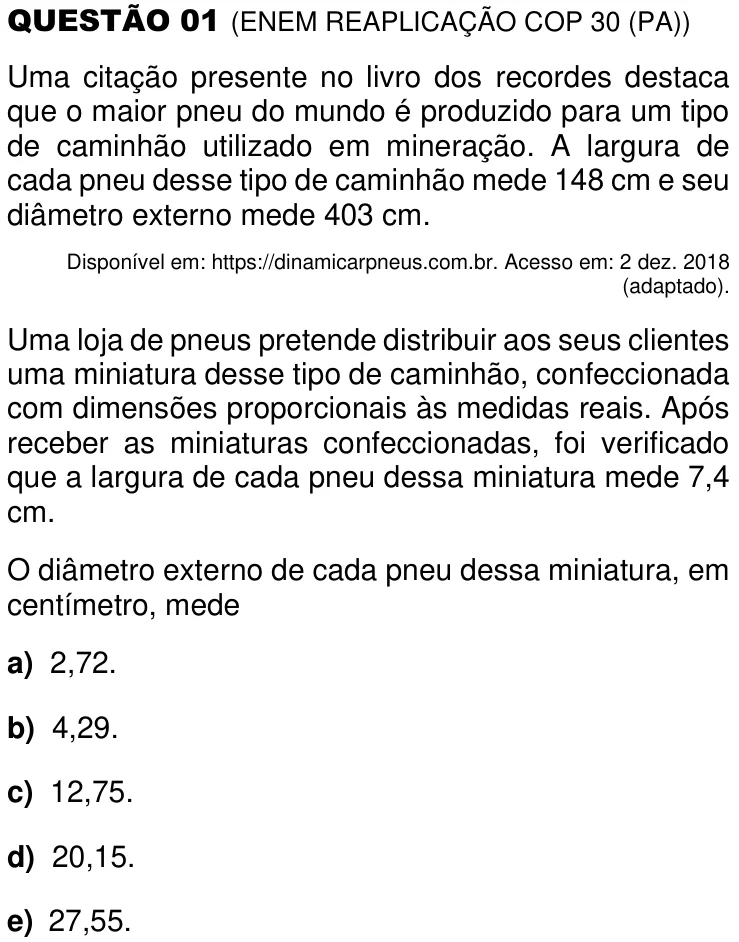 QUESTÃO 01 (ENEM REAPLICAÇÃO COP 30 (PA))
Uma citação presente no livro dos recordes destaca
que o maior pneu do mundo é produzido para um tipo
de caminhão utilizado em mineração. A largura de
cada pneu desse tipo de caminhão mede 148 cm e seu
diâmetro externo mede 403 cm.
Disponível em: https://dinamicarpneus.com.br. Acesso em: 2 dez. 2018
(adaptado).
Uma loja de pneus pretende distribuir aos seus clientes
uma miniatura desse tipo de caminhão, confeccionada
com dimensões proporcionais às medidas reais. Após
receber as miniaturas confeccionadas, foi verificado
que a largura de cada pneu dessa miniatura mede 7,4
cm.
O diâmetro externo de cada pneu dessa miniatura, em
centímetro, mede
a) 2,72.
b) 4,29.
c) 12,75.
d) 20,15.
e) 27,55.